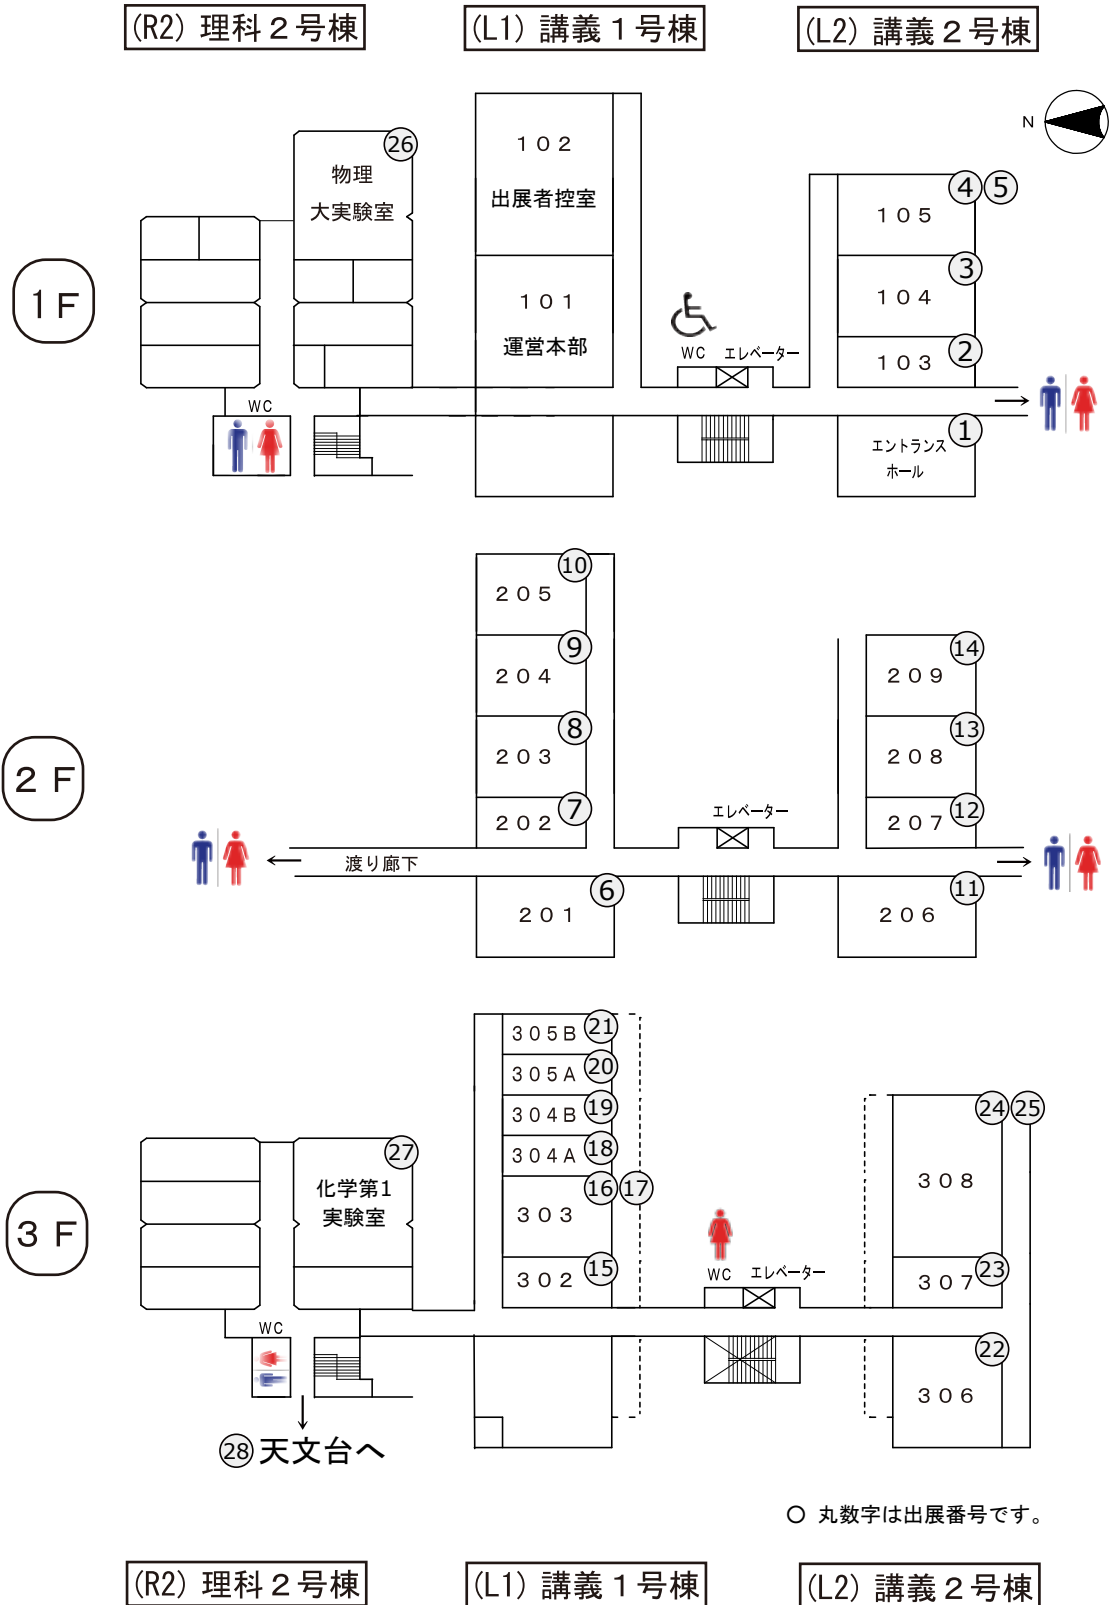 (R2) 理科２号棟
(L1) 講義１号棟
(L2) 講義２号棟
N
１F
26
物理
大実験室
WC
１０２
出展者控室
１０１
運営本部
WC エレベーター
4 5
１０５
3
１０４
2
１０３
1
エントランス
ホール
２F
10
２０５
9
２０４
8
２０３
7
２０２
渡り廊下
6
２０１
エレベーター
14
２０９
13
２０８
12
２０７
11
２０６
３F
27
化学第1
実験室
WC
28 天文台へ
３０５B 21
３０５A 20
３０４B 19
３０４A 18
16 17
３０３
３０２ 15
WC エレベーター
24 25
３０８
３０７ 23
22
３０６
○ 丸数字は出展番号です。
(R2) 理科２号棟
(L1) 講義１号棟
(L2) 講義２号棟